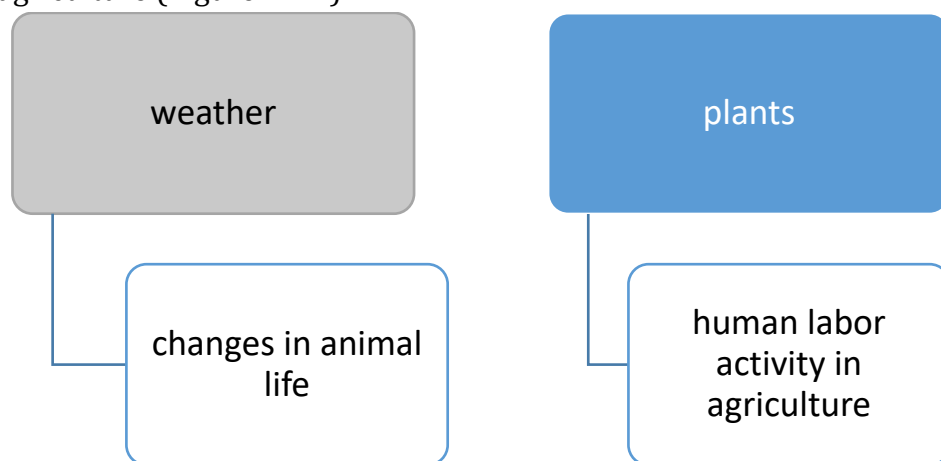 weather
plants
changes in animal
life
human labor
activity in
agriculture